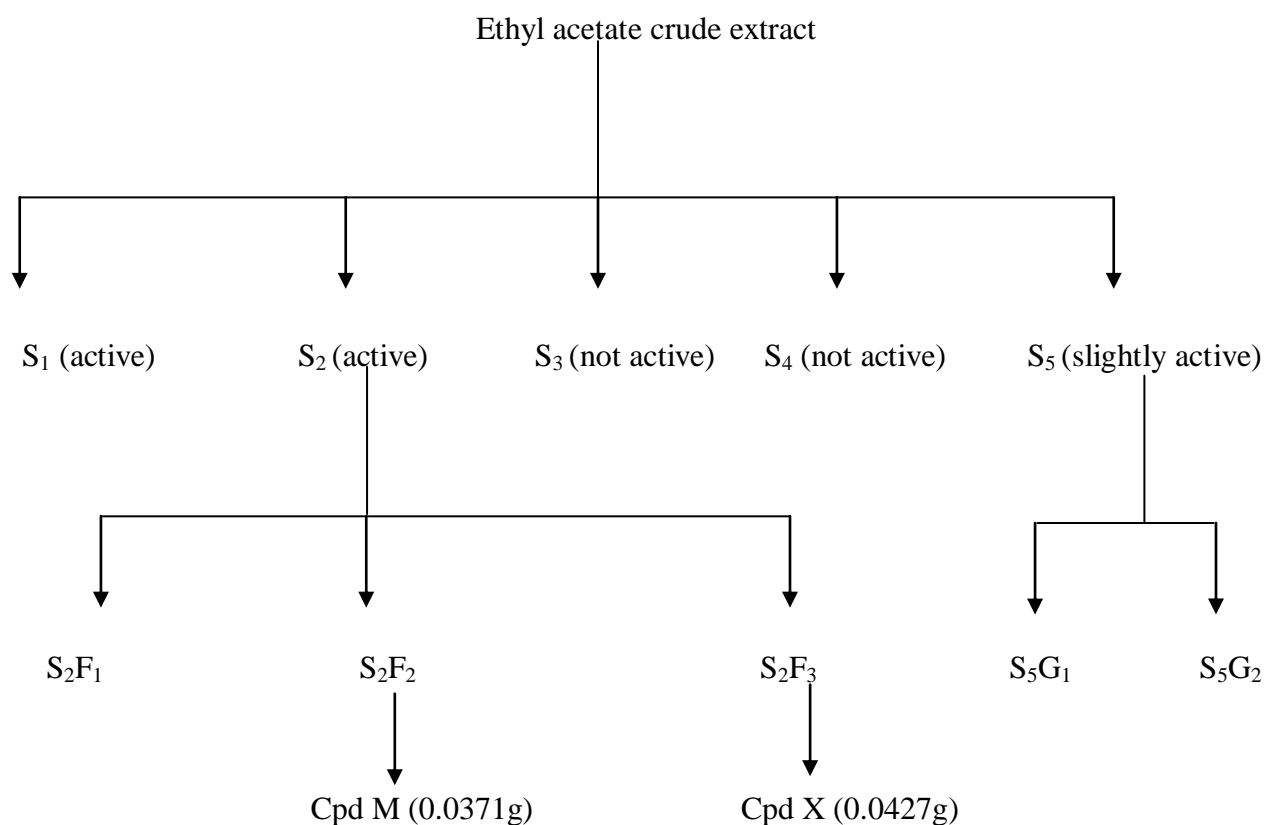 Ethyl acetate crude extract
S₁ (active) S₂ (active) S₃ (not active) S₄ (not active) S₅ (slightly active)
S₂F₁ S₂F₂ S₂F₃ S₅G₁ S₅G₂
Cpd M (0.0371g) Cpd X (0.0427g)